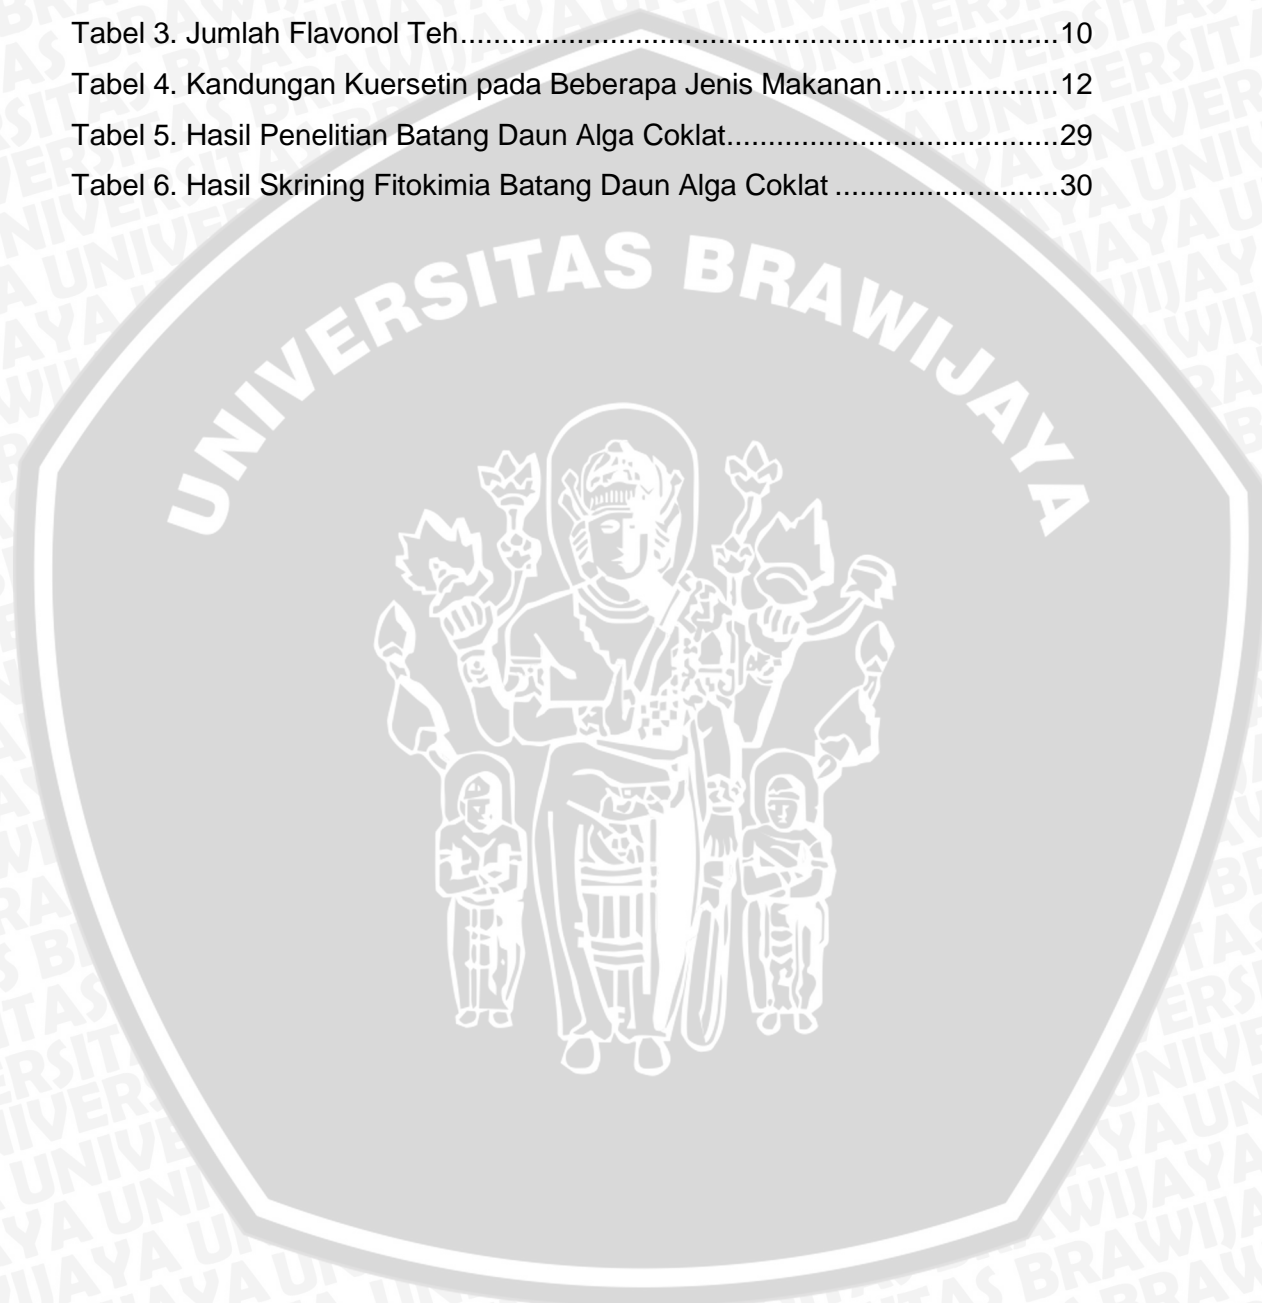 Tabel 3. Jumlah Flavonol Teh......................................................................10
Tabel 4. Kandungan Kuersetin pada Beberapa Jenis Makanan.....................12
Tabel 5. Hasil Penelitian Batang Daun Alga Coklat.......................................29
Tabel 6. Hasil Skrining Fitokimia Batang Daun Alga Coklat ..........................30
UNIVERSITAS BRAWIJAYA